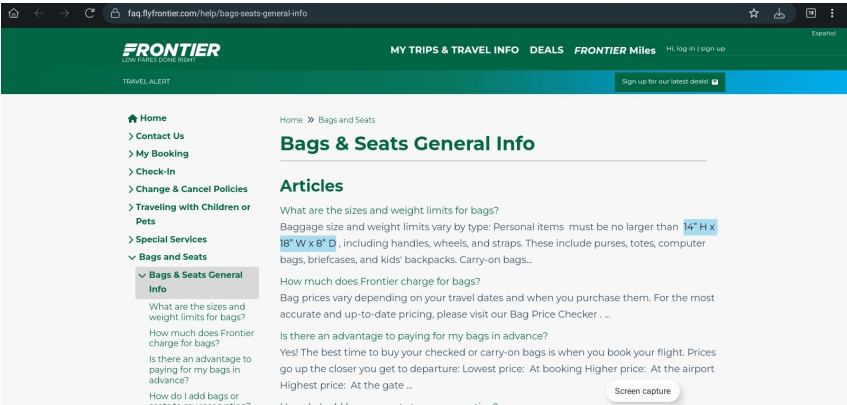 faq.flyfrontier.com/help/bags-seats-general-info
18
Español
FRONTIER
LOW FARES DONE RIGHT
MY TRIPS & TRAVEL INFO DEALS FRONTIER Miles Hi, log in | sign up
TRAVEL ALERT
Sign up for our latest deals!
Home
Contact Us
My Booking
Check-In
Change & Cancel Policies
Traveling with Children or
Pets
Special Services
Bags and Seats
Bags & Seats General
Info
What are the sizes and
weight limits for bags?
How much does Frontier
charge for bags?
Is there an advantage to
paying for my bags in
advance?
How do I add bags or
Home » Bags and Seats
Bags & Seats General Info
Articles
What are the sizes and weight limits for bags?
Baggage size and weight limits vary by type: Personal items must be no larger than 14” H x
18” W x 8” D , including handles, wheels, and straps. These include purses, totes, computer
bags, briefcases, and kids' backpacks. Carry-on bags...
How much does Frontier charge for bags?
Bag prices vary depending on your travel dates and when you purchase them. For the most
accurate and up-to-date pricing, please visit our Bag Price Checker . ...
Is there an advantage to paying for my bags in advance?
Yes! The best time to buy your checked or carry-on bags is when you book your flight. Prices
go up the closer you get to departure: Lowest price: At booking Higher price: At the airport
Highest price: At the gate ...
Screen capture